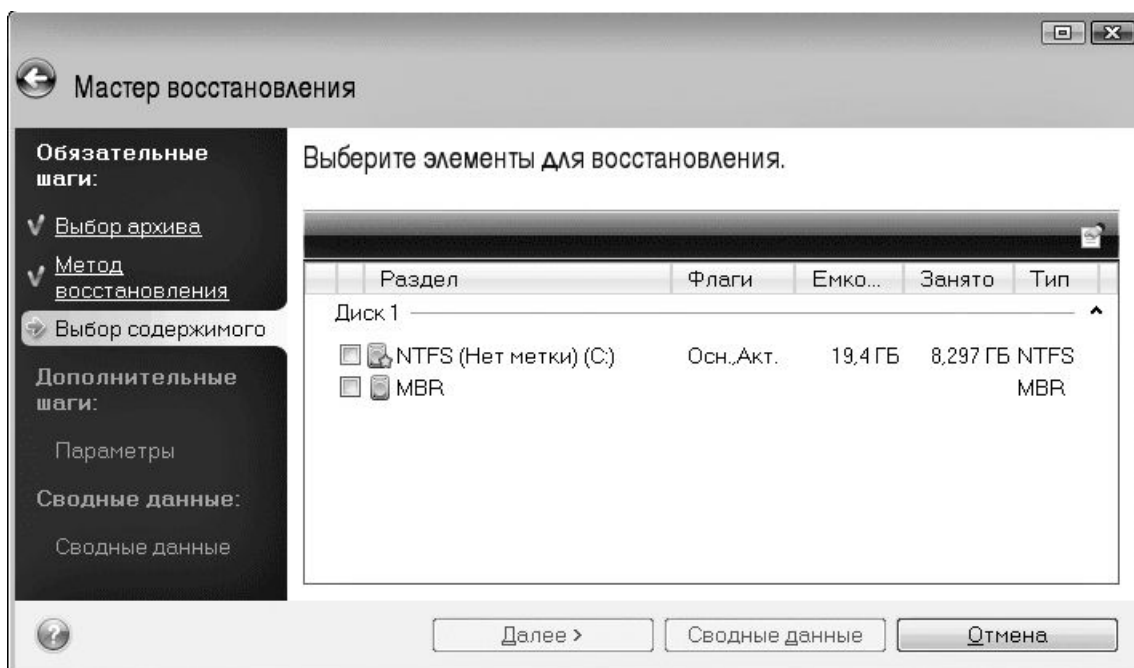 Мастер восстановления
Обязательные
шаги:
Выбор архива
Метод
восстановления
Выбор содержимого
Дополнительные
шаги:
Параметры
Сводные данные:
Сводные данные
Выберите элементы для восстановления.
Раздел Флаги Емко... Занято Тип
Диск 1
NTFS (Нет метки) (C:) Осн.,Акт. 19,4 ГБ 8,297 ГБ NTFS
MBR MBR
Далее > Сводные данные Отмена